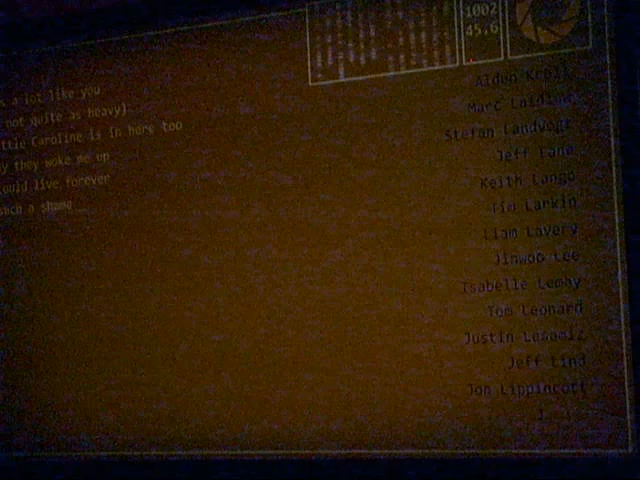 s a lot like you
not quite as heavy)
ttle Caroline is in here too
y they woke me up
ould live forever
such a shame
1002
45.6
Alden Kroll
Marc Laidlaw
Stefan Landvogt
Jeff Lane
Keith Lango
Tim Larkin
Liam Lavery
Jinwoo Lee
Isabelle LeMay
Tom Leonard
Jeff Lind
Jon Lippincott